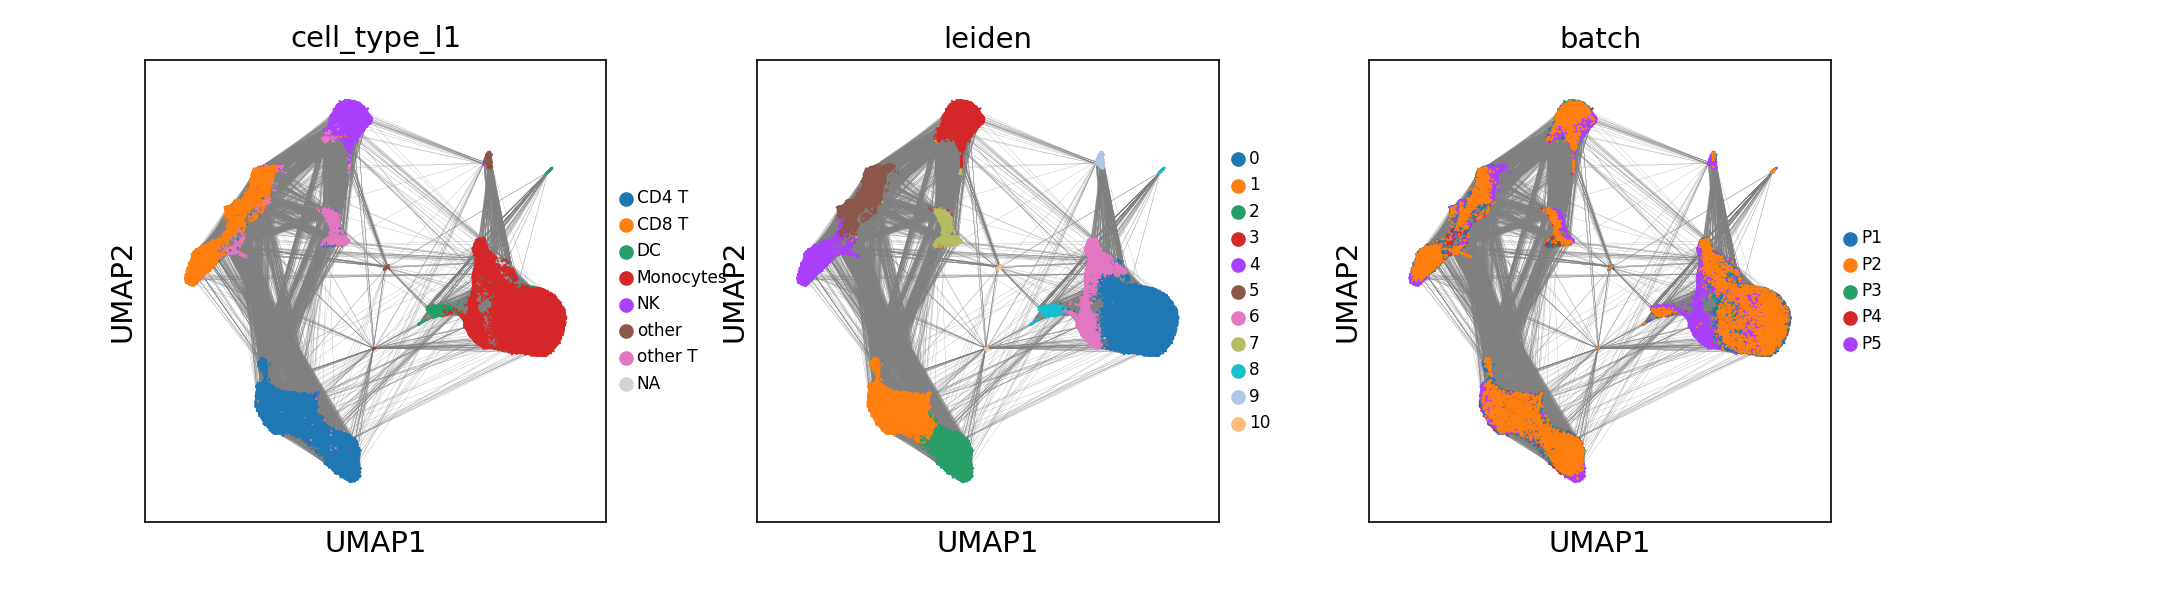 cell_type_l1
UMAP2
UMAP1
CD4 T
CD8 T
DC
Monocytes
NK
other
other T
NA
leiden
UMAP2
UMAP1
0
1
2
3
4
5
6
7
8
9
10
batch
UMAP2
UMAP1
P1
P2
P3
P4
P5